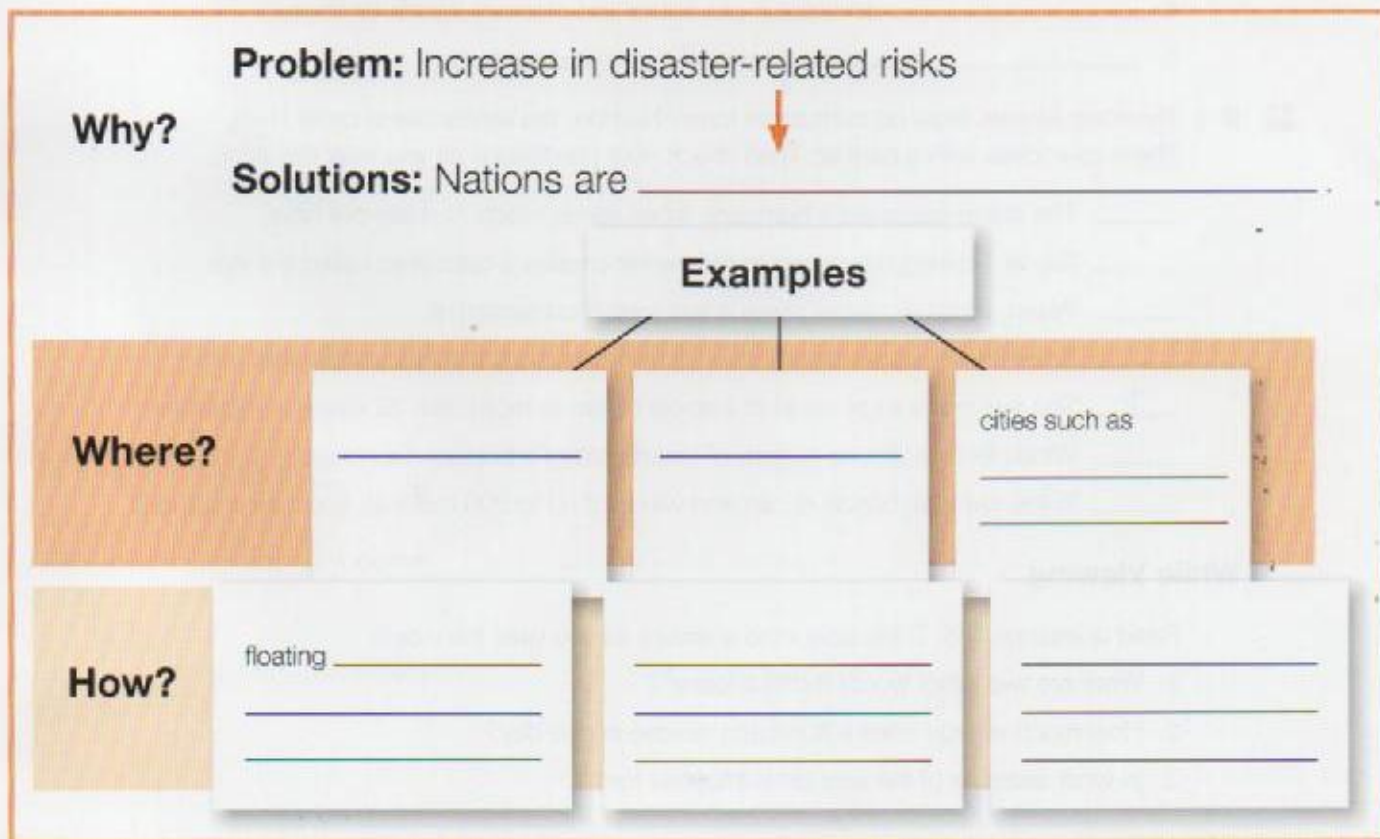 Problem: Increase in disaster-related risks
Why?
Solutions: Nations are
Examples
Where?
cities such as
How?
floating